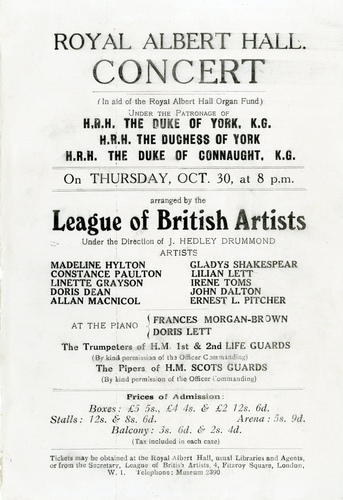 ROYAL ALBERT HALL.
CONCERT
(In aid of the Royal Albert Hall Organ Fund)
UNDER THE PATRONAGE OF
H.R.H. THE DUKE OF YORK, K.G.
H.R.H. THE DUCHESS OF YORK
H.R.H. THE DUKE OF CONNAUGHT, K.G.
On THURSDAY, OCT. 30, at 8 p.m.
arranged by the
League of British Artists
Under the Direction of J. HEDLEY DRUMMOND
ARTISTS
MADELINE HYLTON GLADYS SHAKESPEAR
CONSTANCE PAULTON LILIAN LETT
LINETTE GRAYSON IRENE TOMS
DORIS DEAN JOHN DALTON
ALLAN MACNICOL ERNEST L. PITCHER
AT THE PIANO { FRANCES MORGAN-BROWN
DORIS LETT
The Trumpeters of H.M. 1st & 2nd LIFE GUARDS
(By kind permission of the Officer Commanding)
The Pipers of H.M. SCOTS GUARDS
(By kind permission of the Officer Commanding)
Prices of Admission:
Boxes: £5 5s., £4 4s. & £2 12s. 6d.
Stalls: 12s. & 8s. 6d. Arena: 5s. 9d.
Balcony: 3s. 6d. & 2s. 4d.
(Tax included in each case)
Tickets may be obtained at the Royal Albert Hall, usual Libraries and Agents,
or from the Secretary, League of British Artists, 4, Fitzroy Square, London,
W. 1. Telephone: Museum 2390